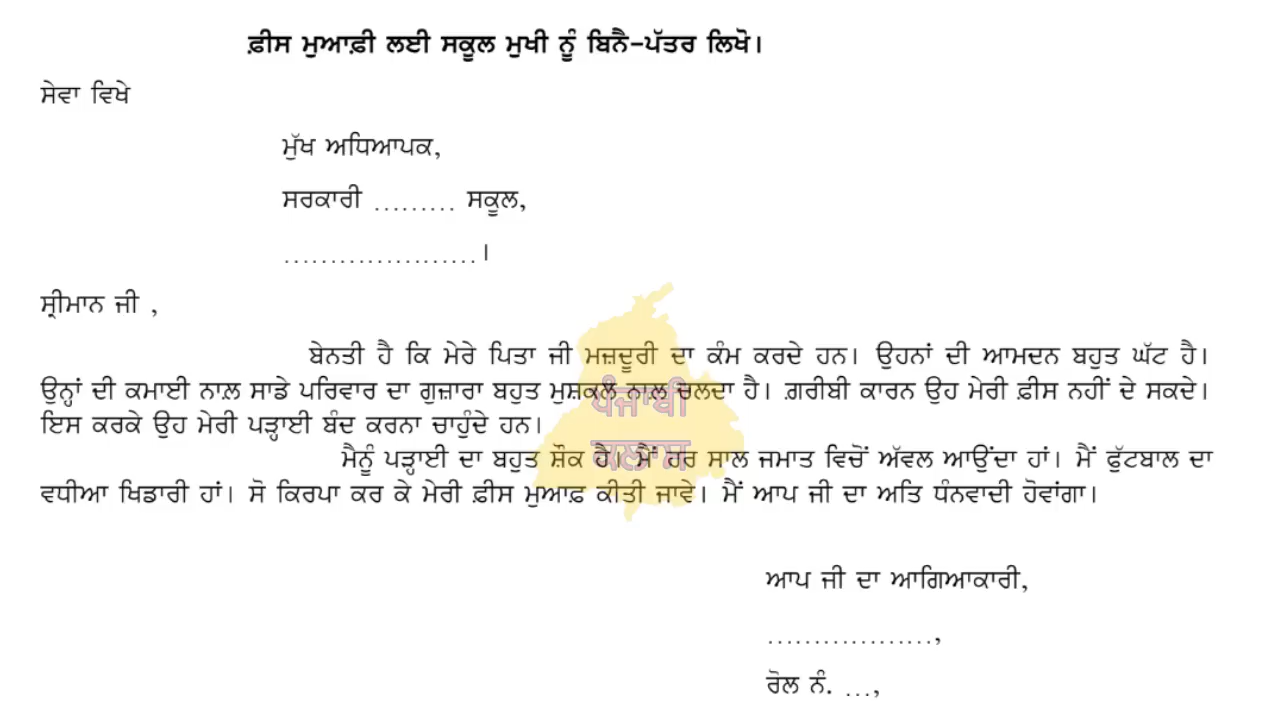 ਫ਼ੀਸ ਮੁਆਫ਼ੀ ਲਈ ਸਕੂਲ ਮੁਖੀ ਨੂੰ ਬਿਨੈ-ਪੱਤਰ ਲਿਖੋ।
ਸੇਵਾ ਵਿਖੇ
ਮੁੱਖ ਅਧਿਆਪਕ,
ਸਰਕਾਰੀ ......... ਸਕੂਲ,
.....................।
ਸ੍ਰੀਮਾਨ ਜੀ ,
ਬੇਨਤੀ ਹੈ ਕਿ ਮੇਰੇ ਪਿਤਾ ਜੀ ਮਜ਼ਦੂਰੀ ਦਾ ਕੰਮ ਕਰਦੇ ਹਨ। ਉਹਨਾਂ ਦੀ ਆਮਦਨ ਬਹੁਤ ਘੱਟ ਹੈ।
ਉਨ੍ਹਾਂ ਦੀ ਕਮਾਈ ਨਾਲ਼ ਸਾਡੇ ਪਰਿਵਾਰ ਦਾ ਗੁਜ਼ਾਰਾ ਬਹੁਤ ਮੁਸ਼ਕਲ ਨਾਲ਼ ਚਲਦਾ ਹੈ। ਗ਼ਰੀਬੀ ਕਾਰਨ ਉਹ ਮੇਰੀ ਫ਼ੀਸ ਨਹੀਂ ਦੇ ਸਕਦੇ।
ਇਸ ਕਰਕੇ ਉਹ ਮੇਰੀ ਪੜ੍ਹਾਈ ਬੰਦ ਕਰਨਾ ਚਾਹੁੰਦੇ ਹਨ।
ਮੈਨੂੰ ਪੜ੍ਹਾਈ ਦਾ ਬਹੁਤ ਸ਼ੌਕ ਹੈ। ਮੈਂ ਹਰ ਸਾਲ ਜਮਾਤ ਵਿਚੋਂ ਅੱਵਲ ਆਉਂਦਾ ਹਾਂ। ਮੈਂ ਫੁੱਟਬਾਲ ਦਾ
ਵਧੀਆ ਖਿਡਾਰੀ ਹਾਂ। ਸੋ ਕਿਰਪਾ ਕਰ ਕੇ ਮੇਰੀ ਫ਼ੀਸ ਮੁਆਫ਼ ਕੀਤੀ ਜਾਵੇ। ਮੈਂ ਆਪ ਜੀ ਦਾ ਅਤਿ ਧੰਨਵਾਦੀ ਹੋਵਾਂਗਾ।
ਪੰਜਾਬੀ
ਕਲਾਸ
ਆਪ ਜੀ ਦਾ ਆਗਿਆਕਾਰੀ,
..................,
ਰੋਲ ਨੰ. ...,